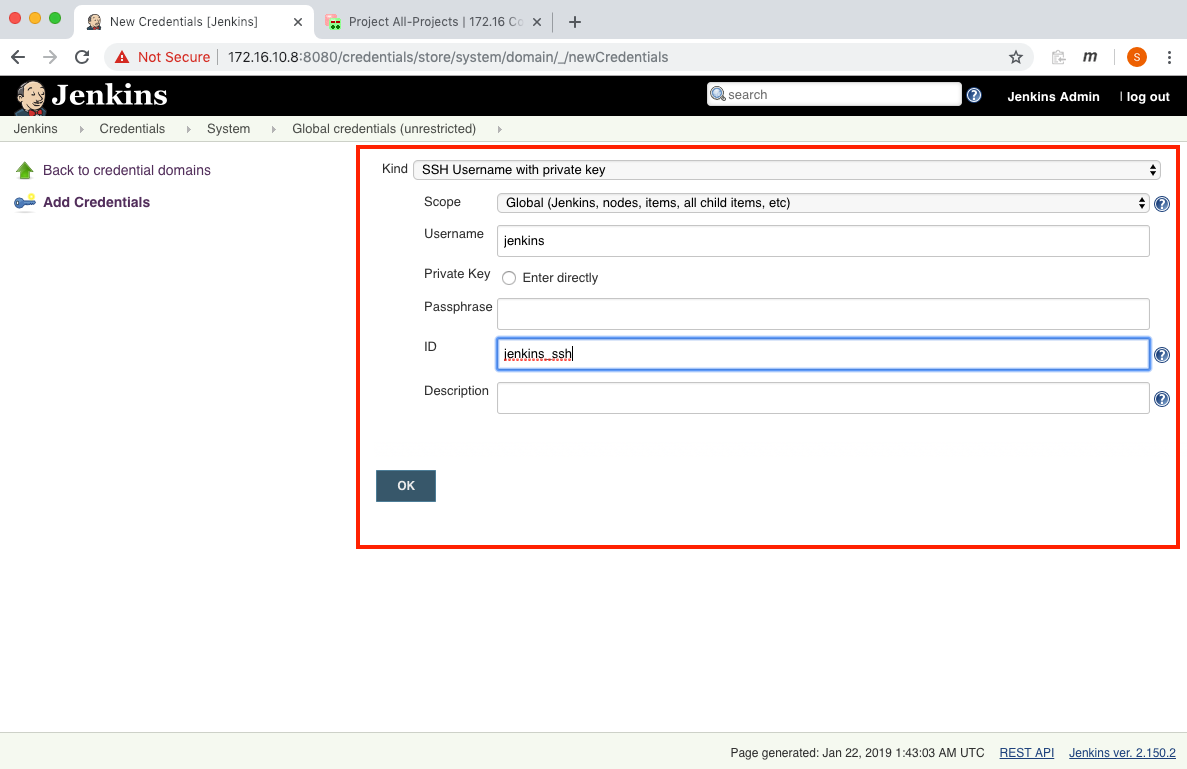 New Credentials [Jenkins]
Project All-Projects | 172.16 Co
Not Secure
172.16.10.8:8080/credentials/store/system/domain/_/newCredentials
m
S
Jenkins
search
Jenkins Admin
| log out
Jenkins
Credentials
System
Global credentials (unrestricted)
Back to credential domains
Add Credentials
Kind
SSH Username with private key
Scope
Global (Jenkins, nodes, items, all child items, etc)
Username
jenkins
Private Key
Enter directly
Passphrase
ID
jenkins_ssh
Description
OK
Page generated: Jan 22, 2019 1:43:03 AM UTC
REST API
Jenkins ver. 2.150.2